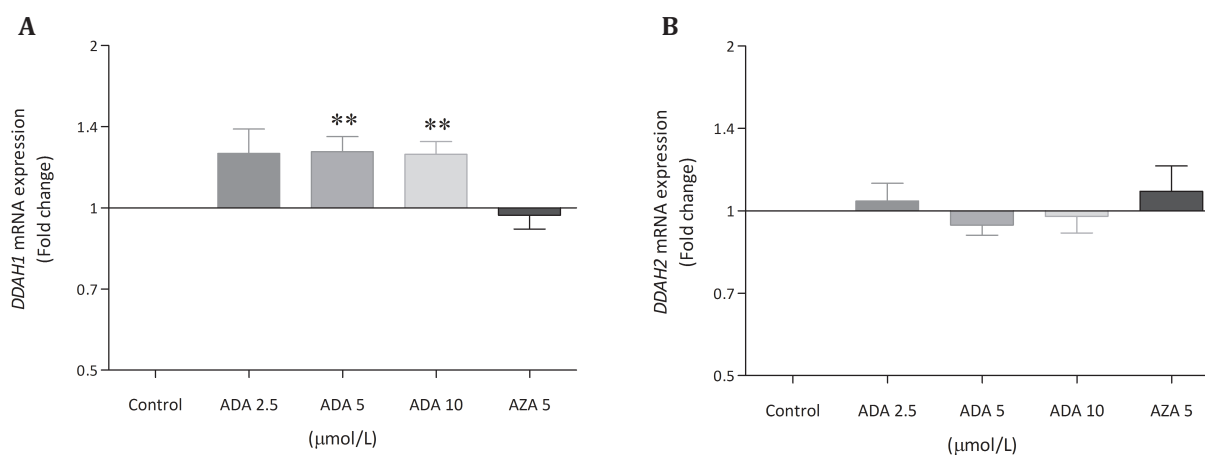 A
2
1.4
1
0.7
0.5
DDAH1 mRNA expression
(Fold change)
**
**
Control
ADA 2.5
ADA 5
ADA 10
AZA 5
(μmol/L)
B
2
1.4
1
0.7
0.5
DDAH2 mRNA expression
(Fold change)
Control
ADA 2.5
ADA 5
ADA 10
AZA 5
(μmol/L)